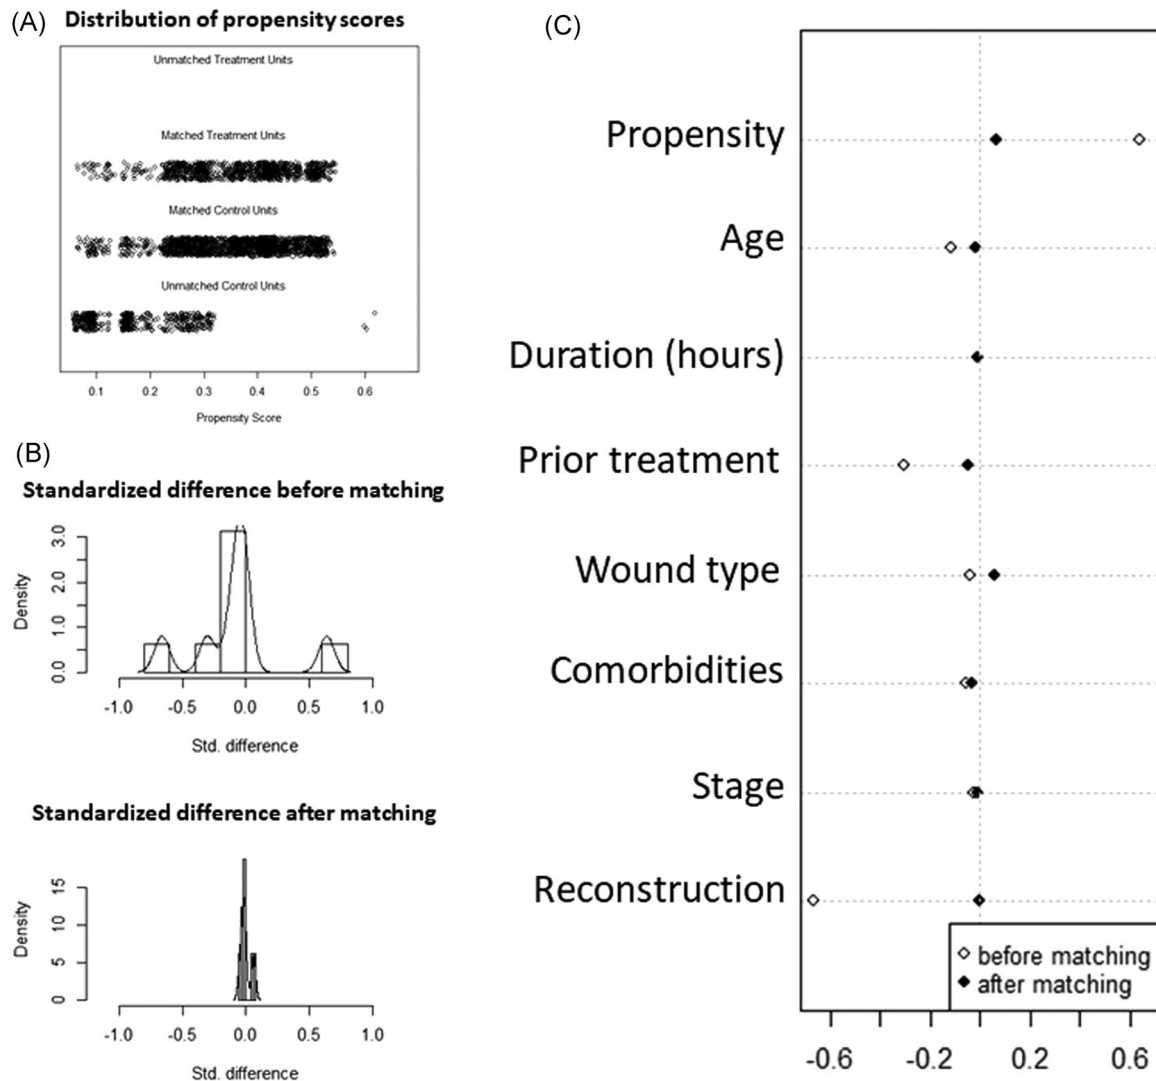 (A)
Distribution of propensity scores
Unmatched Treatment Units
Matched Treatment Units
Matched Control Units
Unmatched Control Units
0.1 0.2 0.3 0.4 0.5 0.6
Propensity Score
(B)
Standardized difference before matching
Density
0.0 1.0 2.0 3.0
-1.0 -0.5 0.0 0.5 1.0
Std. difference
Standardized difference after matching
Density
0 5 10 15
-1.0 -0.5 0.0 0.5 1.0
Std. difference
(C)
Propensity
Age
Duration (hours)
Prior treatment
Wound type
Comorbidities
Stage
Reconstruction
before matching
after matching
-0.6 -0.2 0.2 0.6